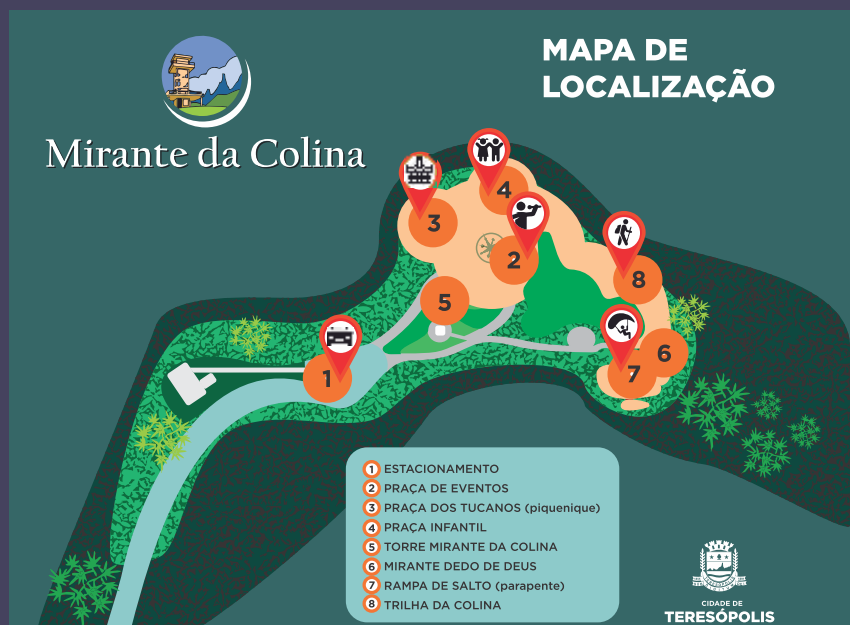 MAPA DE
LOCALIZAÇÃO
Mirante da Colina
4
3
2
8
5
6
7
1
1 ESTACIONAMENTO
2 PRAÇA DE EVENTOS
3 PRAÇA DOS TUCANOS (piquenique)
4 PRAÇA INFANTIL
5 TORRE MIRANTE DA COLINA
6 MIRANTE DEDO DE DEUS
7 RAMPA DE SALTO (parapente)
8 TRILHA DA COLINA
CIDADE DE
TERESÓPOLIS